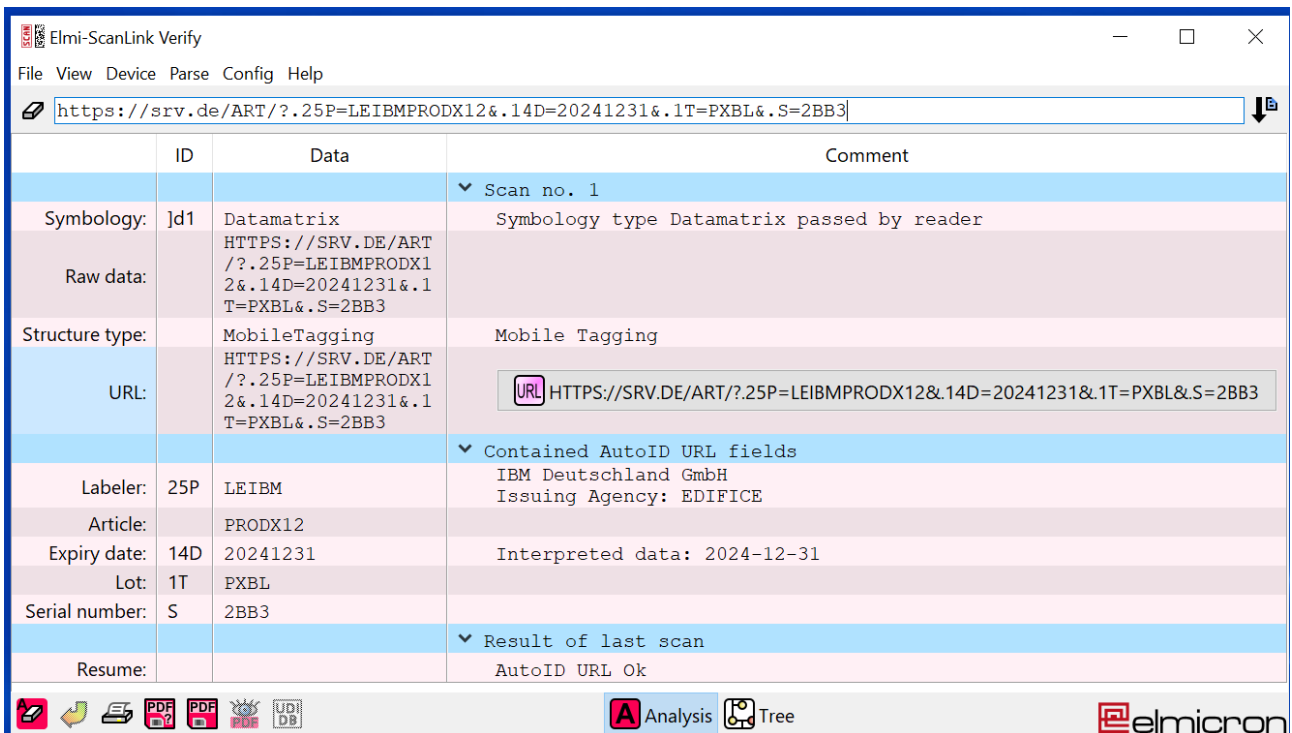 SCAN Elmi-ScanLink Verify
File View Device Parse Config Help
https://srv.de/ART/?.25P=LEIBMPRODX12&.14D=20241231&.1T=PXBL&.S=2BB3
ID Data Comment
Scan no. 1
Symbology: ]d1 Datamatrix Symbology type Datamatrix passed by reader
Raw data: HTTPS://SRV.DE/ART
/?.25P=LEIBMPRODX1
2&.14D=20241231&.1
T=PXBL&.S=2BB3
Structure type: MobileTagging Mobile Tagging
URL: HTTPS://SRV.DE/ART
/?.25P=LEIBMPRODX1
2&.14D=20241231&.1
T=PXBL&.S=2BB3
URL HTTPS://SRV.DE/ART/?.25P=LEIBMPRODX12&.14D=20241231&.1T=PXBL&.S=2BB3
Contained AutoID URL fields
Labeler: 25P LEIBM IBM Deutschland GmbH
Issuing Agency: EDIFICE
Article: PRODX12
Expiry date: 14D 20241231 Interpreted data: 2024-12-31
Lot: 1T PXBL
Serial number: S 2BB3
Result of last scan
Resume: AutoID URL Ok
A PDF ? PDF PDF UDI DB A Analysis Tree elmicron